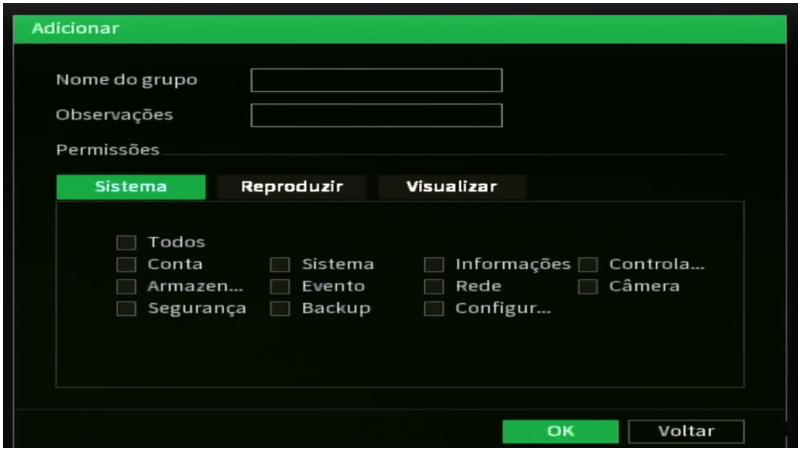 Adicionar
Nome do grupo
Observações
Permissões
Sistema Reproduzir Visualizar
Todos
Conta Sistema Informações Controla...
Armazen... Evento Rede Câmera
Segurança Backup Configur...
OK Voltar